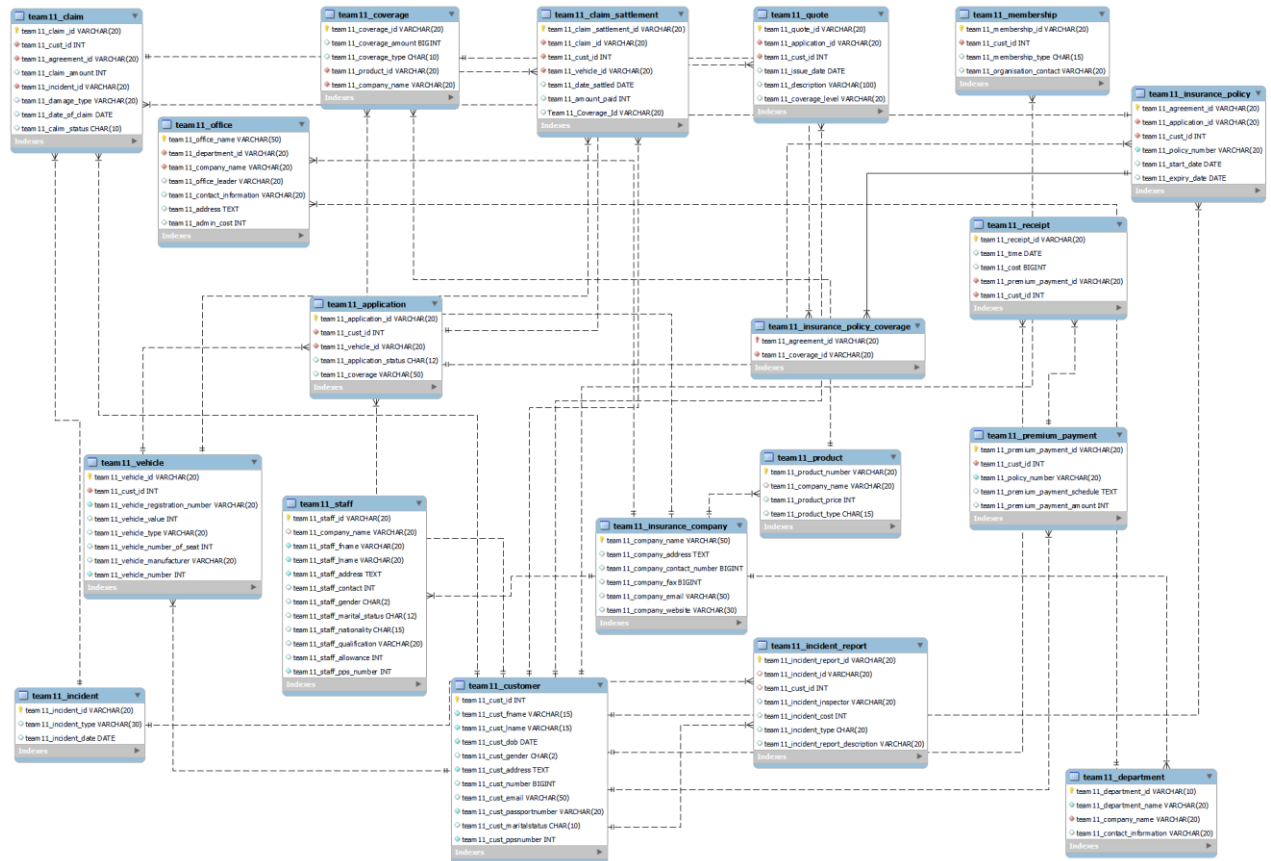 team11_claim
team11_claim_id VARCHAR(20)
team11_cust_id INT
team11_agreement_id VARCHAR(20)
team11_claim_amount INT
team11_incident_id VARCHAR(20)
team11_damage_type VARCHAR(20)
team11_date_of_claim DATE
team11_calim_status CHAR(10)
Indexes
team11_coverage
team11_coverage_id VARCHAR(20)
team11_coverage_amount BIGINT
team11_coverage_type CHAR(10)
team11_product_id VARCHAR(20)
team11_company_name VARCHAR(20)
Indexes
team11_claim_sattlement
team11_claim_settlement_id VARCHAR(20)
team11_claim_id VARCHAR(20)
team11_cust_id INT
team11_vehicle_id VARCHAR(20)
team11_date_sattled DATE
team11_amount_paid INT
Team_Coverage_Id VARCHAR(20)
Indexes
team11_quote
team11_quote_id VARCHAR(20)
team11_application_id VARCHAR(20)
team11_cust_id INT
team11_issue_date DATE
team11_description VARCHAR(100)
team11_coverage_level VARCHAR(20)
Indexes
team11_membership
team11_membership_id VARCHAR(20)
team11_cust_id INT
team11_membership_type CHAR(15)
team11_organisation_contact VARCHAR(20)
Indexes
team11_insurance_policy
team11_agreement_id VARCHAR(20)
team11_application_id VARCHAR(20)
team11_cust_id INT
team11_policy_number VARCHAR(20)
team11_start_date DATE
team11_expiry_date DATE
Indexes
team11_office
team11_office_name VARCHAR(50)
team11_department_id VARCHAR(20)
team11_company_name VARCHAR(20)
team11_office_leader VARCHAR(20)
team11_contact_information VARCHAR(20)
team11_address TEXT
team11_admin_cost INT
Indexes
team11_receipt
team11_receipt_id VARCHAR(20)
team11_time DATE
team11_cost BIGINT
team11_premium_payment_id VARCHAR(20)
team11_cust_id INT
Indexes
team11_application
team11_application_id VARCHAR(20)
team11_cust_id INT
team11_vehicle_id VARCHAR(20)
team11_application_status CHAR(12)
team11_coverage VARCHAR(50)
Indexes
team11_insurance_policy_coverage
team11_agreement_id VARCHAR(20)
team11_coverage_id VARCHAR(20)
Indexes
team11_vehicle
team11_vehicle_id VARCHAR(20)
team11_cust_id INT
team11_vehicle_registration_number VARCHAR(20)
team11_vehicle_value INT
team11_vehicle_type VARCHAR(20)
team11_vehicle_number_of_seat INT
team11_vehicle_manufacturer VARCHAR(20)
team11_vehicle_number INT
Indexes
team11_staff
team11_staff_id VARCHAR(20)
team11_company_name VARCHAR(20)
team11_staff_fname VARCHAR(20)
team11_staff_lname VARCHAR(20)
team11_staff_address TEXT
team11_staff_contact INT
team11_staff_gender CHAR(2)
team11_staff_marital_status CHAR(12)
team11_staff_nationality CHAR(15)
team11_staff_qualification VARCHAR(20)
team11_staff_allowance INT
team11_staff_pps_number INT
Indexes
team11_product
team11_product_number VARCHAR(20)
team11_company_name VARCHAR(20)
team11_product_price INT
team11_product_type CHAR(15)
Indexes
team11_premium_payment
team11_premium_payment_id VARCHAR(20)
team11_cust_id INT
team11_policy_number VARCHAR(20)
team11_premium_payment_schedule TEXT
team11_premium_payment_amount INT
Indexes
team11_insurance_company
team11_company_name VARCHAR(50)
team11_company_address TEXT
team11_company_contact_number BIGINT
team11_company_fax BIGINT
team11_company_email VARCHAR(50)
team11_company_website VARCHAR(30)
Indexes
team11_incident
team11_incident_id VARCHAR(20)
team11_incident_type VARCHAR(30)
team11_incident_date DATE
Indexes
team11_customer
team11_cust_id INT
team11_cust_fname VARCHAR(15)
team11_cust_lname VARCHAR(15)
team11_cust_dob DATE
team11_cust_gender CHAR(2)
team11_cust_address TEXT
team11_cust_number BIGINT
team11_cust_email VARCHAR(50)
team11_cust_passportnumber VARCHAR(20)
team11_cust_maritalstatus CHAR(10)
team11_cust_ppsnumber INT
Indexes
team11_incident_report
team11_incident_report_id VARCHAR(20)
team11_incident_id VARCHAR(20)
team11_cust_id INT
team11_incident_inspector VARCHAR(20)
team11_incident_cost INT
team11_incident_type CHAR(20)
team11_incident_report_description VARCHAR(20)
Indexes
team11_department
team11_department_id VARCHAR(10)
team11_department_name VARCHAR(20)
team11_company_name VARCHAR(20)
team11_contact_information VARCHAR(20)
Indexes